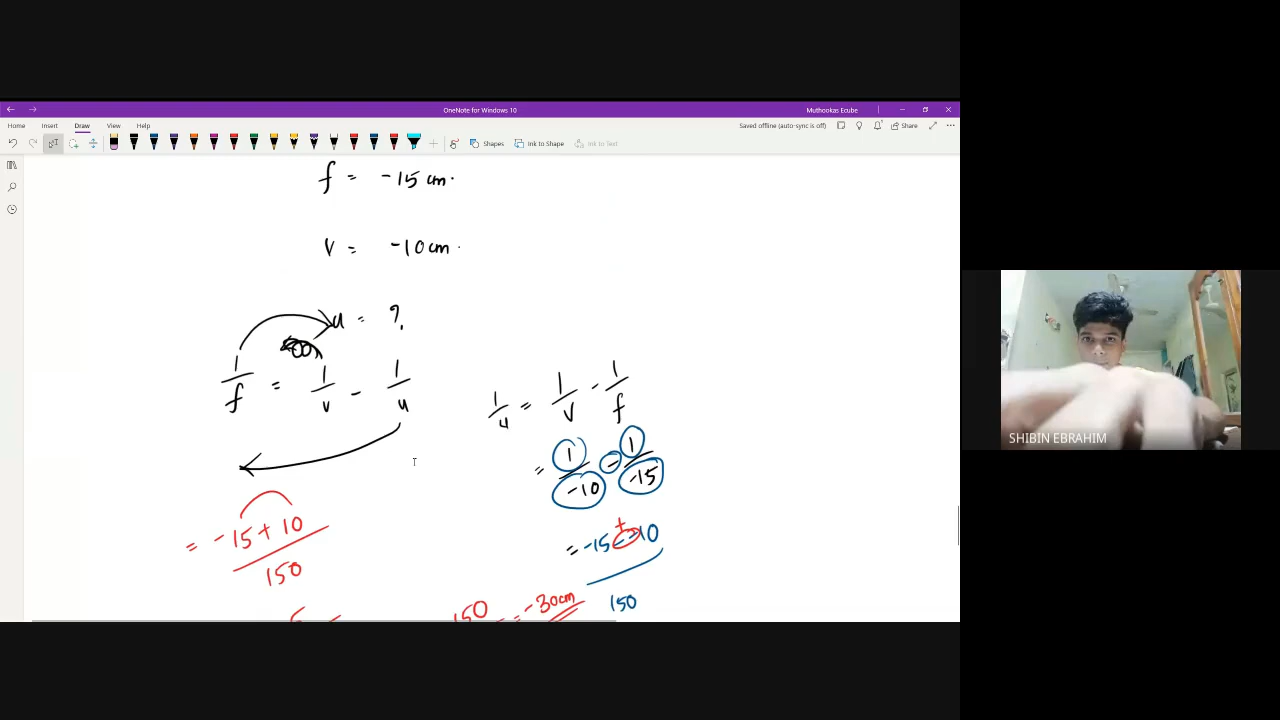 OneNote for Windows 10
Muthookas Ecube
Home Insert Draw View Help
Saved offline (auto-sync is off)
Share
Shapes
Ink to Shape
Ink to Text
f = -15 cm.
v = -10 cm.
u = ?
1/f = 1/v - 1/u
1/u = 1/v - 1/f
= 1/-10 - 1/-15
= -15 - -10 / 150
+
= -15 + 10 / 150
150
= -30cm
SHIBIN EBRAHIM